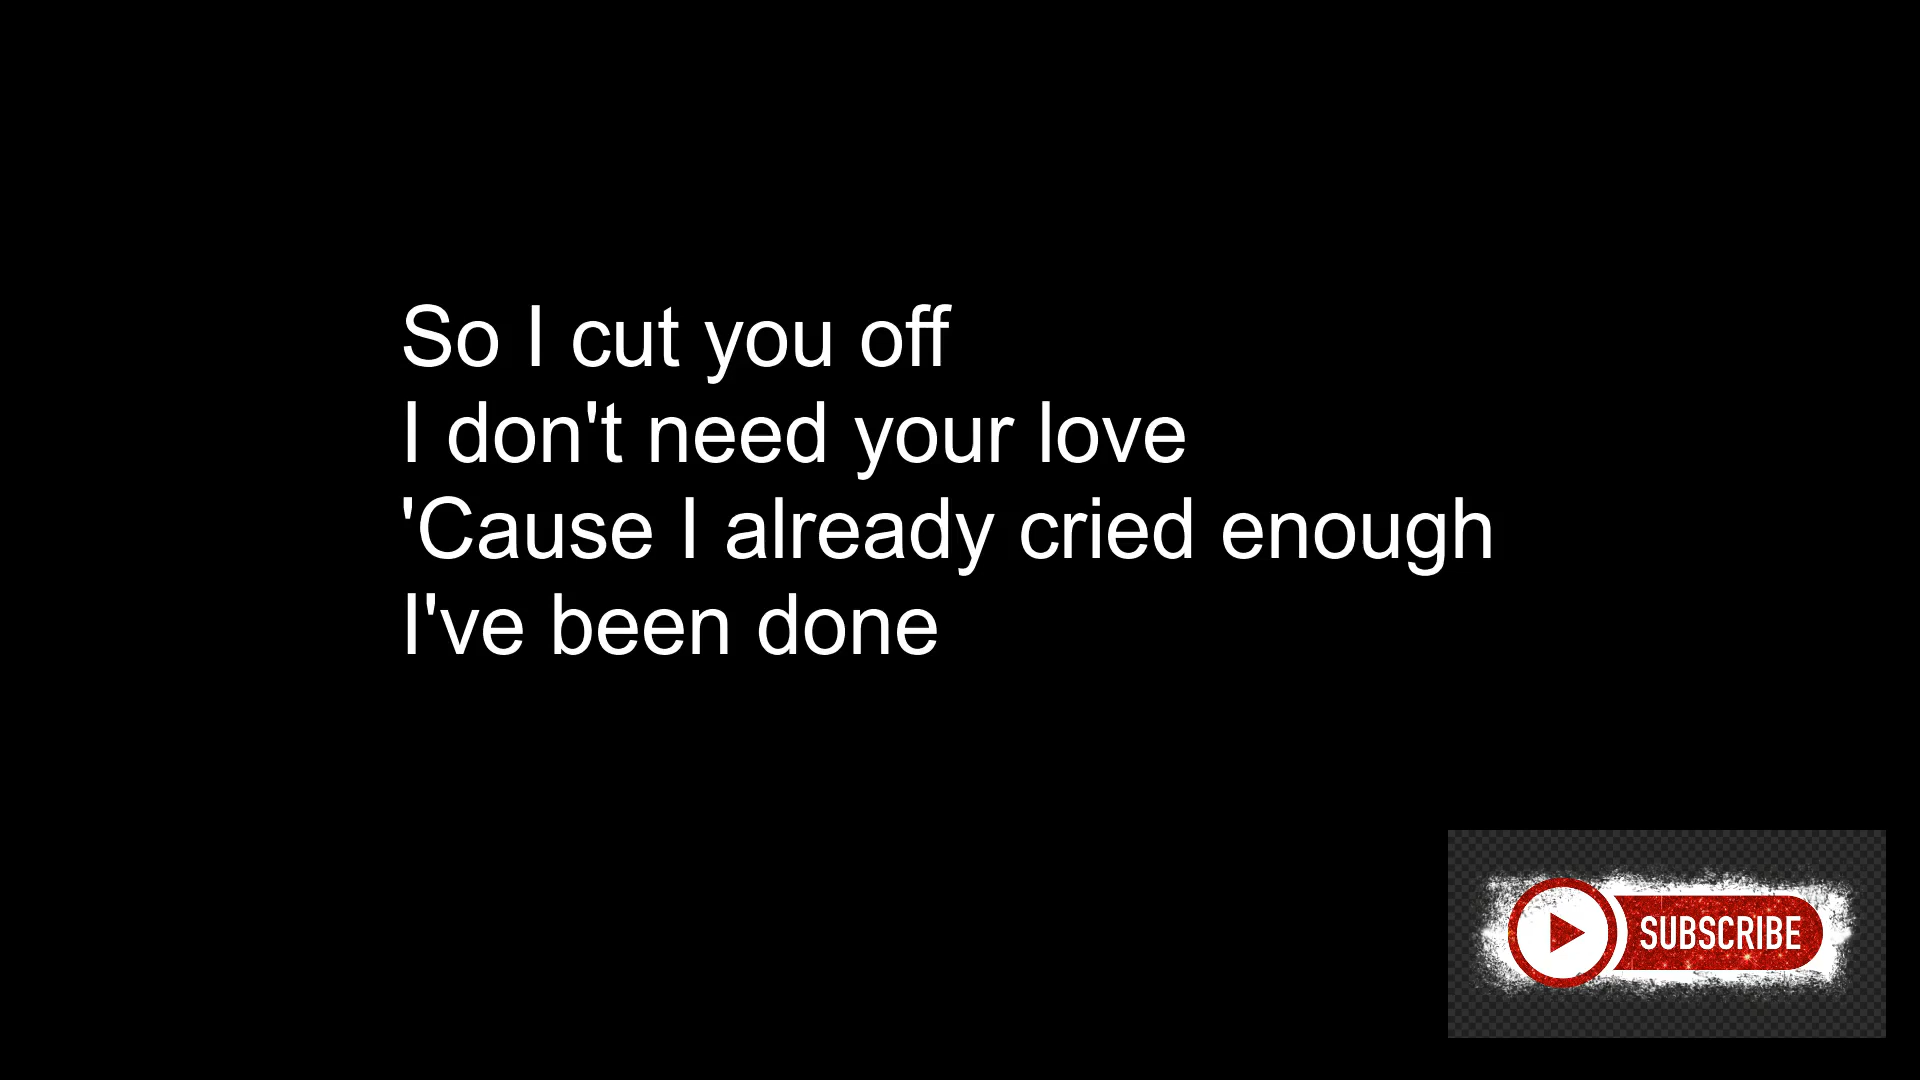 So I cut you off
I don't need your love
'Cause I already cried enough
I've been done
SUBSCRIBE